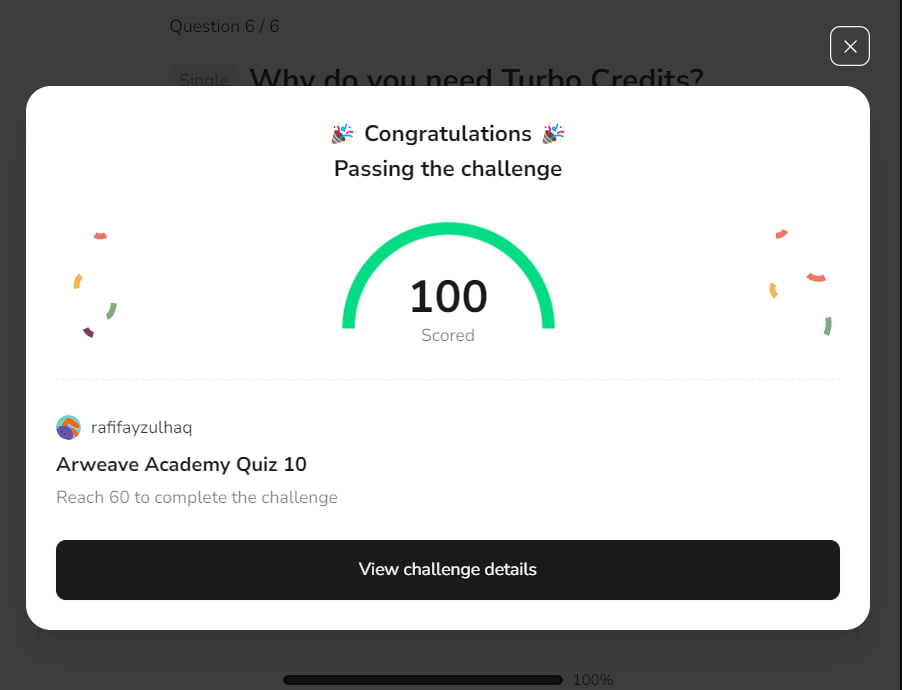 Question 6 / 6
Single Why do you need Turbo Credits?
Congratulations
Passing the challenge
100
Scored
rafifayzulhaq
Arweave Academy Quiz 10
Reach 60 to complete the challenge
View challenge details
100%